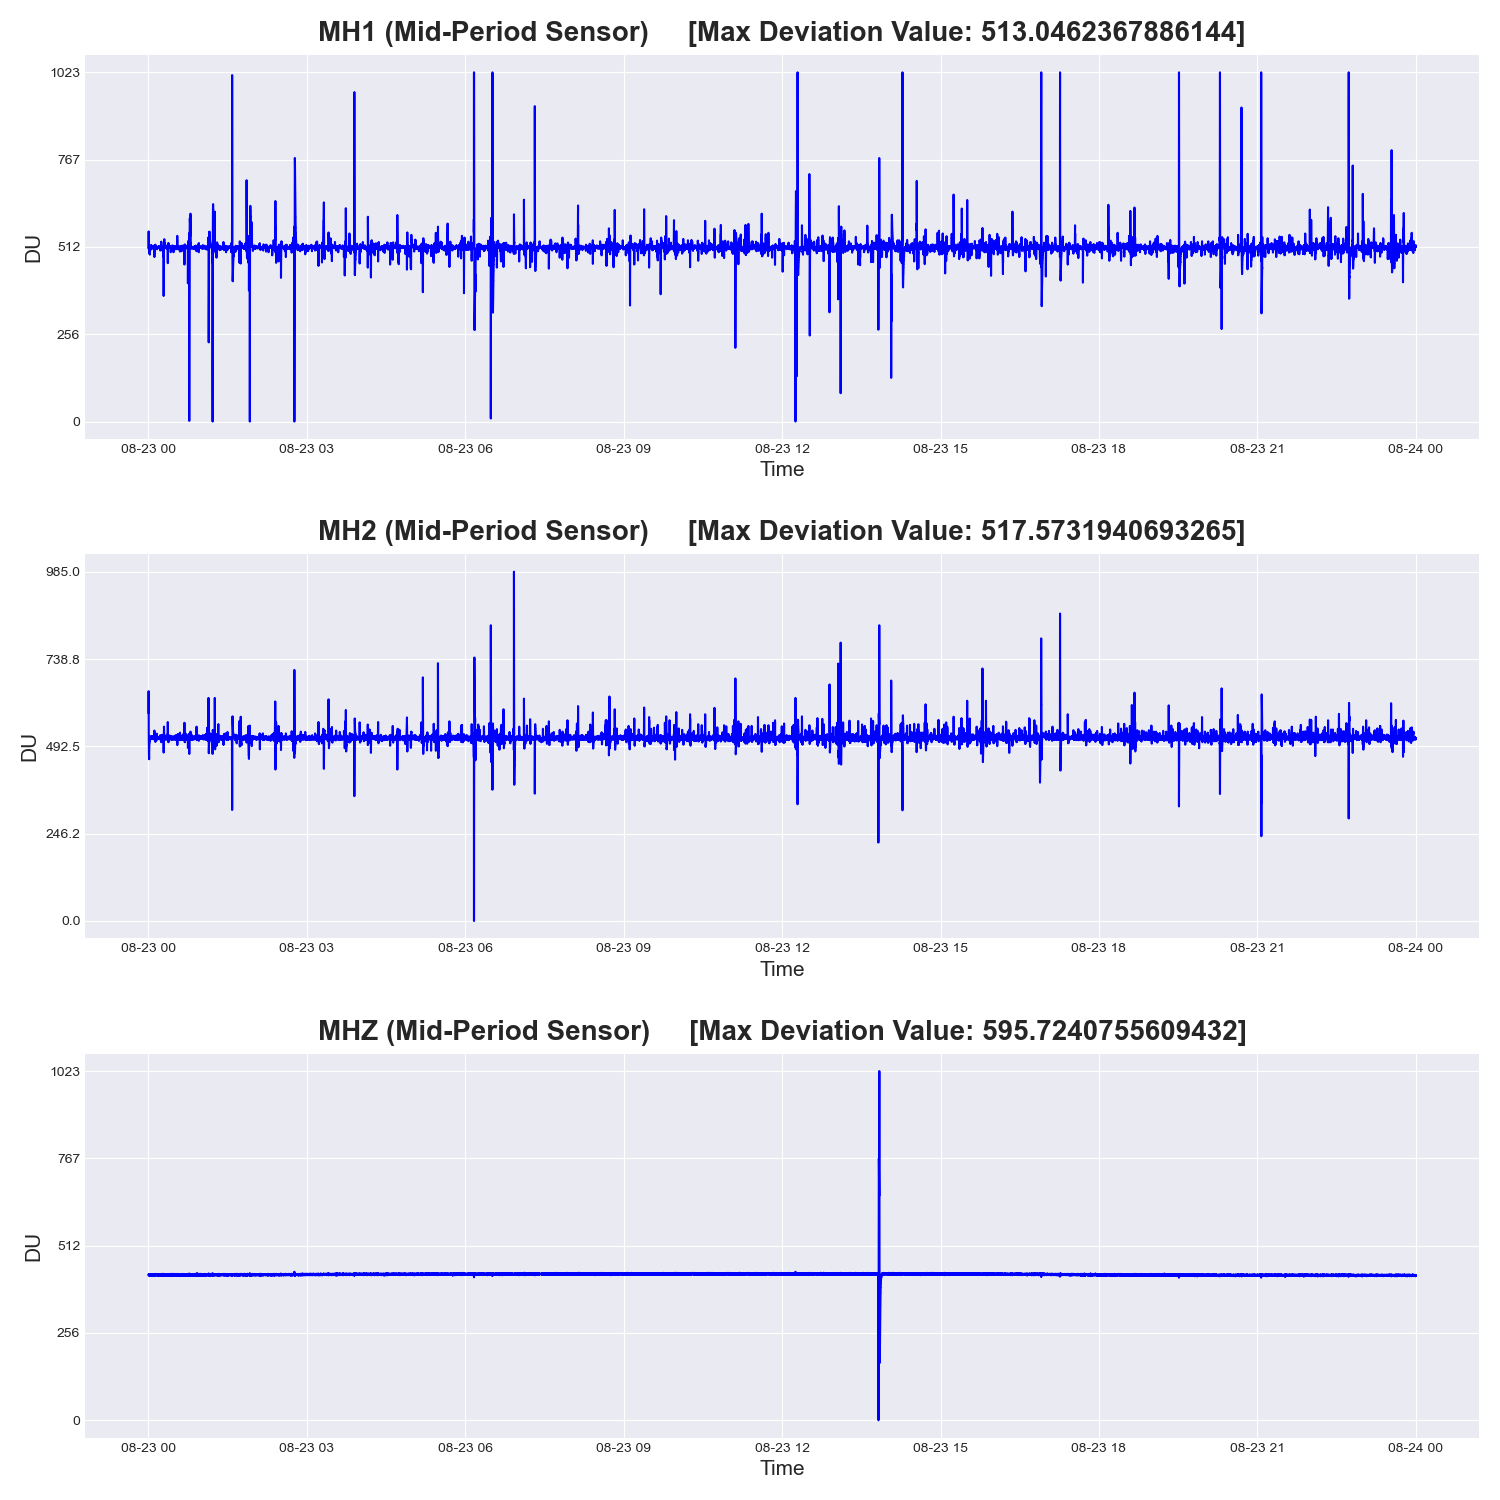 MH1 (Mid-Period Sensor) [Max Deviation Value: 513.0462367886144]
1023
767
512
256
0
DU
08-23 00 08-23 03 08-23 06 08-23 09 08-23 12 08-23 15 08-23 18 08-23 21 08-24 00
Time
MH2 (Mid-Period Sensor) [Max Deviation Value: 517.5731940693265]
985.0
738.8
492.5
246.2
0.0
DU
08-23 00 08-23 03 08-23 06 08-23 09 08-23 12 08-23 15 08-23 18 08-23 21 08-24 00
Time
MHZ (Mid-Period Sensor) [Max Deviation Value: 595.7240755609432]
1023
767
512
256
0
DU
08-23 00 08-23 03 08-23 06 08-23 09 08-23 12 08-23 15 08-23 18 08-23 21 08-24 00
Time